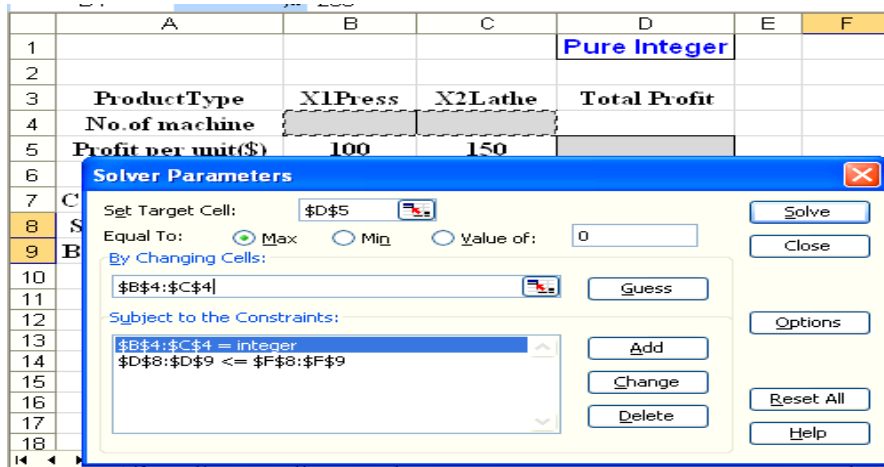 A B C D E F
1 Pure Integer
2
3 ProductType X1Press X2Lathe Total Profit
4 No.of machine
5 Profit per unit($) 100 150
6 Solver Parameters
7 C Set Target Cell: $D$5 Solve
8 S Equal To: Max Min Value of: 0
9 B By Changing Cells: Close
10 $B$4:$C$4 Guess
11
12 Subject to the Constraints: Options
13 $B$4:$C$4 = integer Add
14 $D$8:$D$9 <= $F$8:$F$9
15 Change
16 Reset All
17 Delete
18 Help